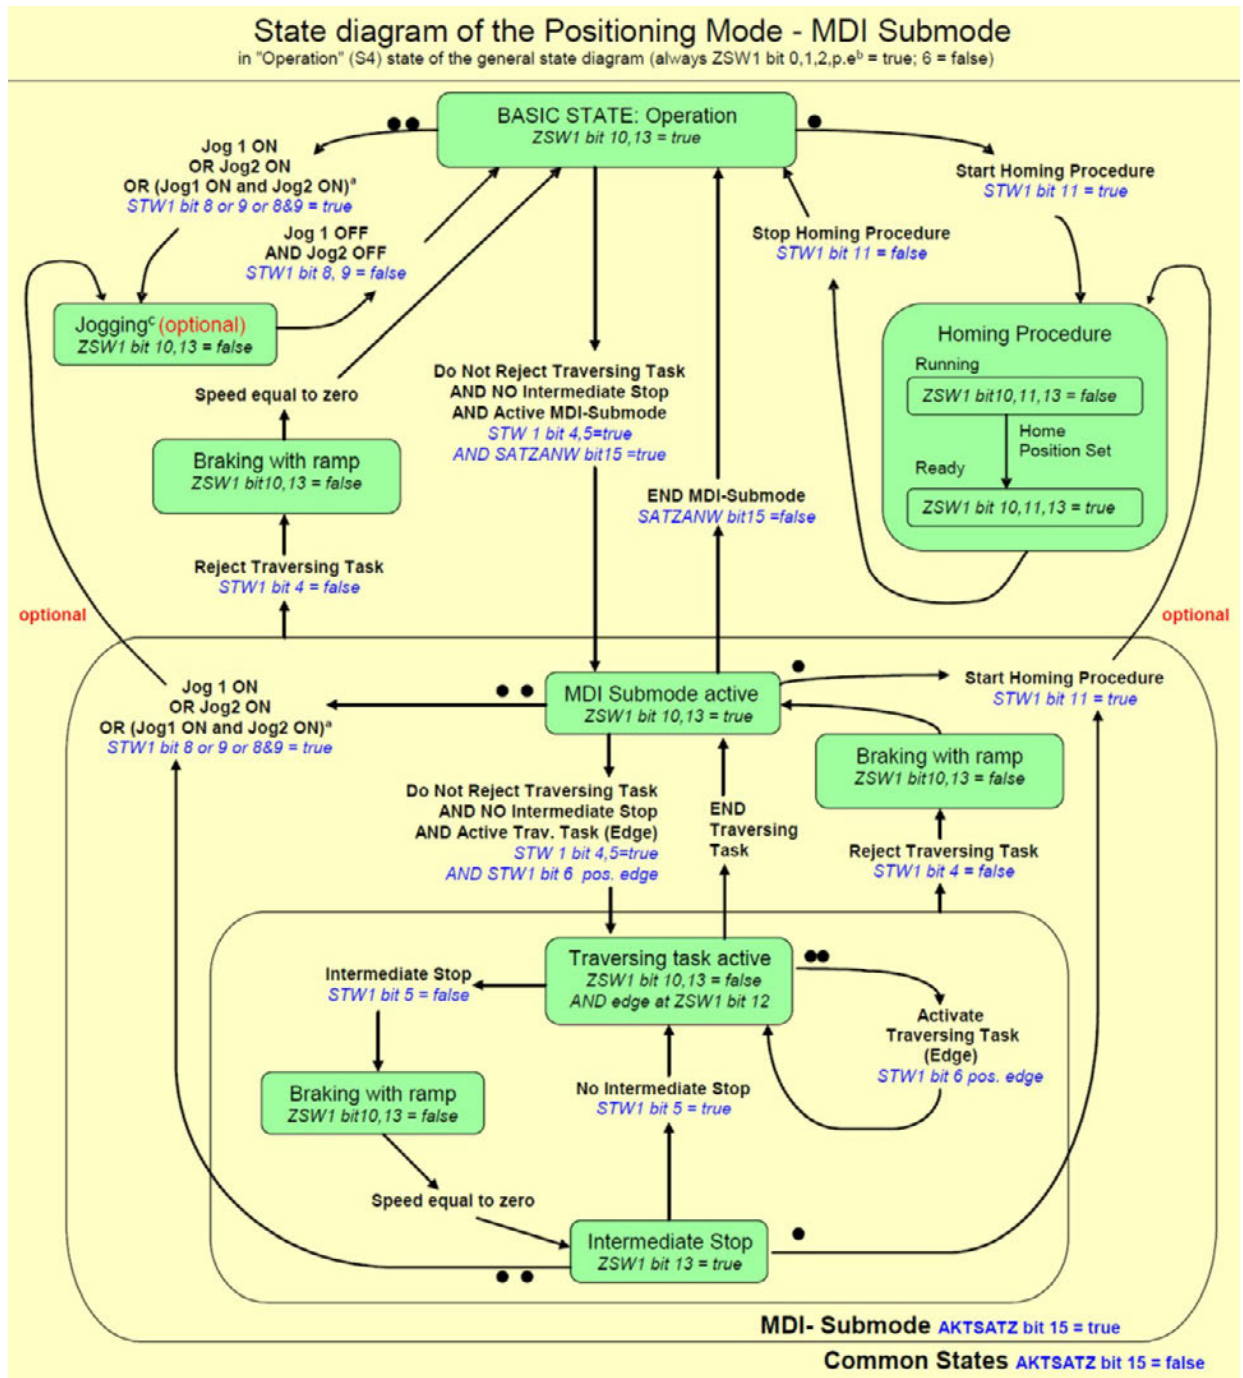 State diagram of the Positioning Mode - MDI Submode
in "Operation" (S4) state of the general state diagram (always ZSW1 bit 0,1,2,p.eᵇ = true; 6 = false)
BASIC STATE: Operation
ZSW1 bit 10,13 = true
Jog 1 ON
OR Jog2 ON
OR (Jog1 ON and Jog2 ON)ᵃ
STW1 bit 8 or 9 or 8&9 = true
Start Homing Procedure
STW1 bit 11 = true
Jog 1 OFF
AND Jog2 OFF
STW1 bit 8, 9 = false
Stop Homing Procedure
STW1 bit 11 = false
Joggingᶜ (optional)
ZSW1 bit 10,13 = false
Homing Procedure
Running
ZSW1 bit10,11,13 = false
Home
Position Set
Ready
ZSW1 bit 10,11,13 = true
Speed equal to zero
Do Not Reject Traversing Task
AND NO Intermediate Stop
AND Active MDI-Submode
STW 1 bit 4,5=true
AND SATZANW bit15 =true
Braking with ramp
ZSW1 bit10,13 = false
END MDI-Submode
SATZANW bit15 =false
Reject Traversing Task
STW1 bit 4 = false
optional
optional
Jog 1 ON
OR Jog2 ON
OR (Jog1 ON and Jog2 ON)ᵃ
STW1 bit 8 or 9 or 8&9 = true
MDI Submode active
ZSW1 bit 10,13 = true
Start Homing Procedure
STW1 bit 11 = true
Braking with ramp
ZSW1 bit10,13 = false
Do Not Reject Traversing Task
AND NO Intermediate Stop
AND Active Trav. Task (Edge)
STW 1 bit 4,5=true
AND STW1 bit 6 pos. edge
END
Traversing
Task
Reject Traversing Task
STW1 bit 4 = false
Traversing task active
ZSW1 bit 10,13 = false
AND edge at ZSW1 bit 12
Intermediate Stop
STW1 bit 5 = false
Activate
Traversing Task
(Edge)
STW1 bit 6 pos. edge
Braking with ramp
ZSW1 bit10,13 = false
No Intermediate Stop
STW1 bit 5 = true
Speed equal to zero
Intermediate Stop
ZSW1 bit 13 = true
MDI- Submode AKTSATZ bit 15 = true
Common States AKTSATZ bit 15 = false